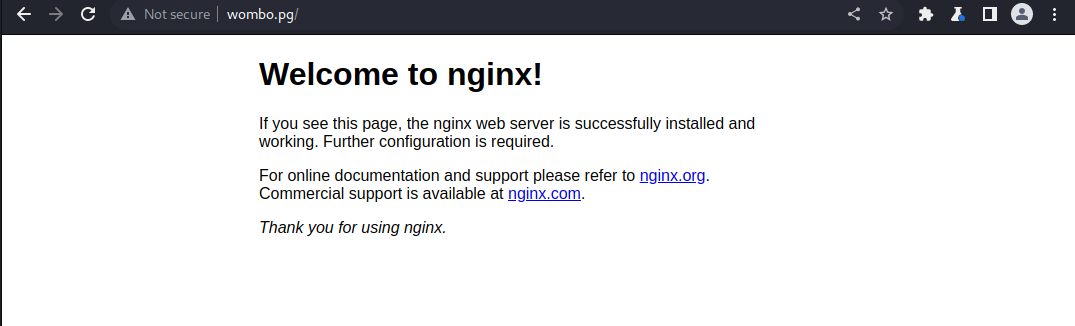 Not secure | wombo.pg/
Welcome to nginx!
If you see this page, the nginx web server is successfully installed and
working. Further configuration is required.
For online documentation and support please refer to nginx.org.
Commercial support is available at nginx.com.
Thank you for using nginx.